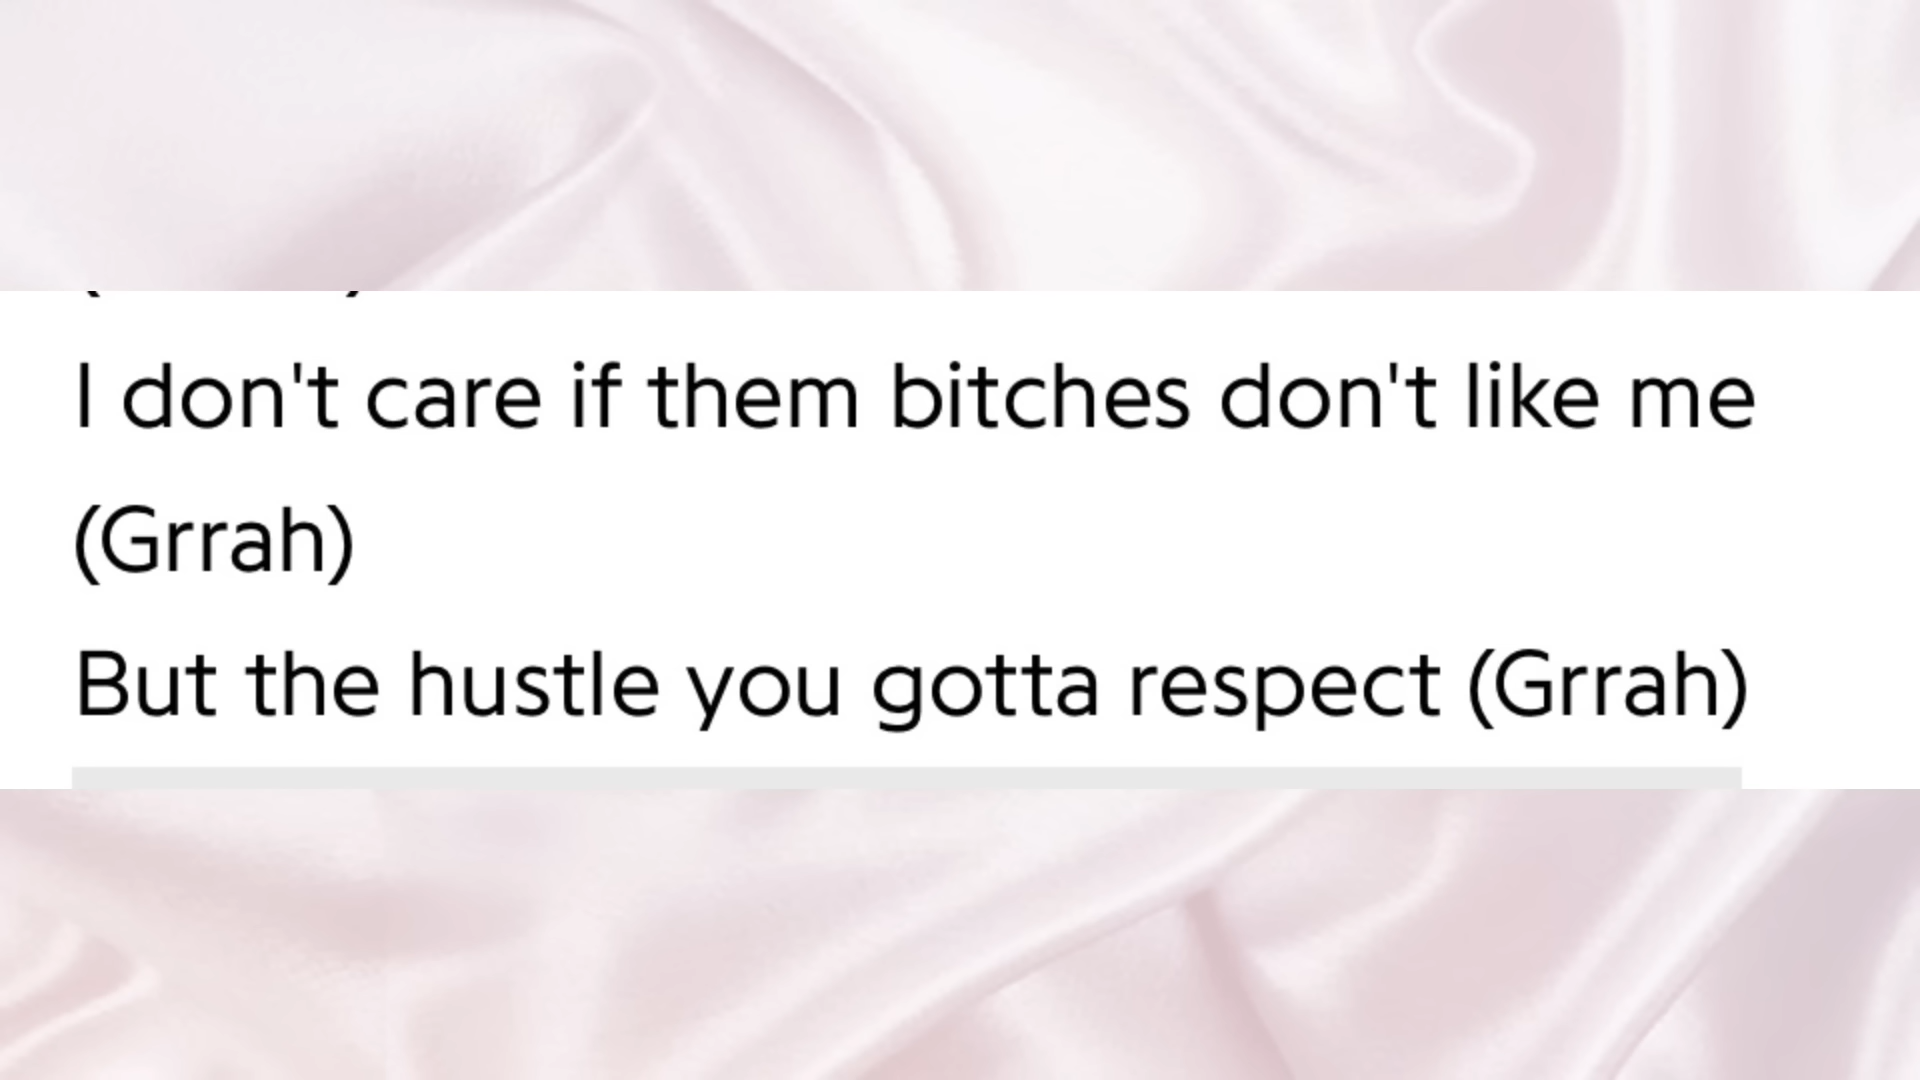 I don't care if them bitches don't like me
(Grrah)
But the hustle you gotta respect (Grrah)